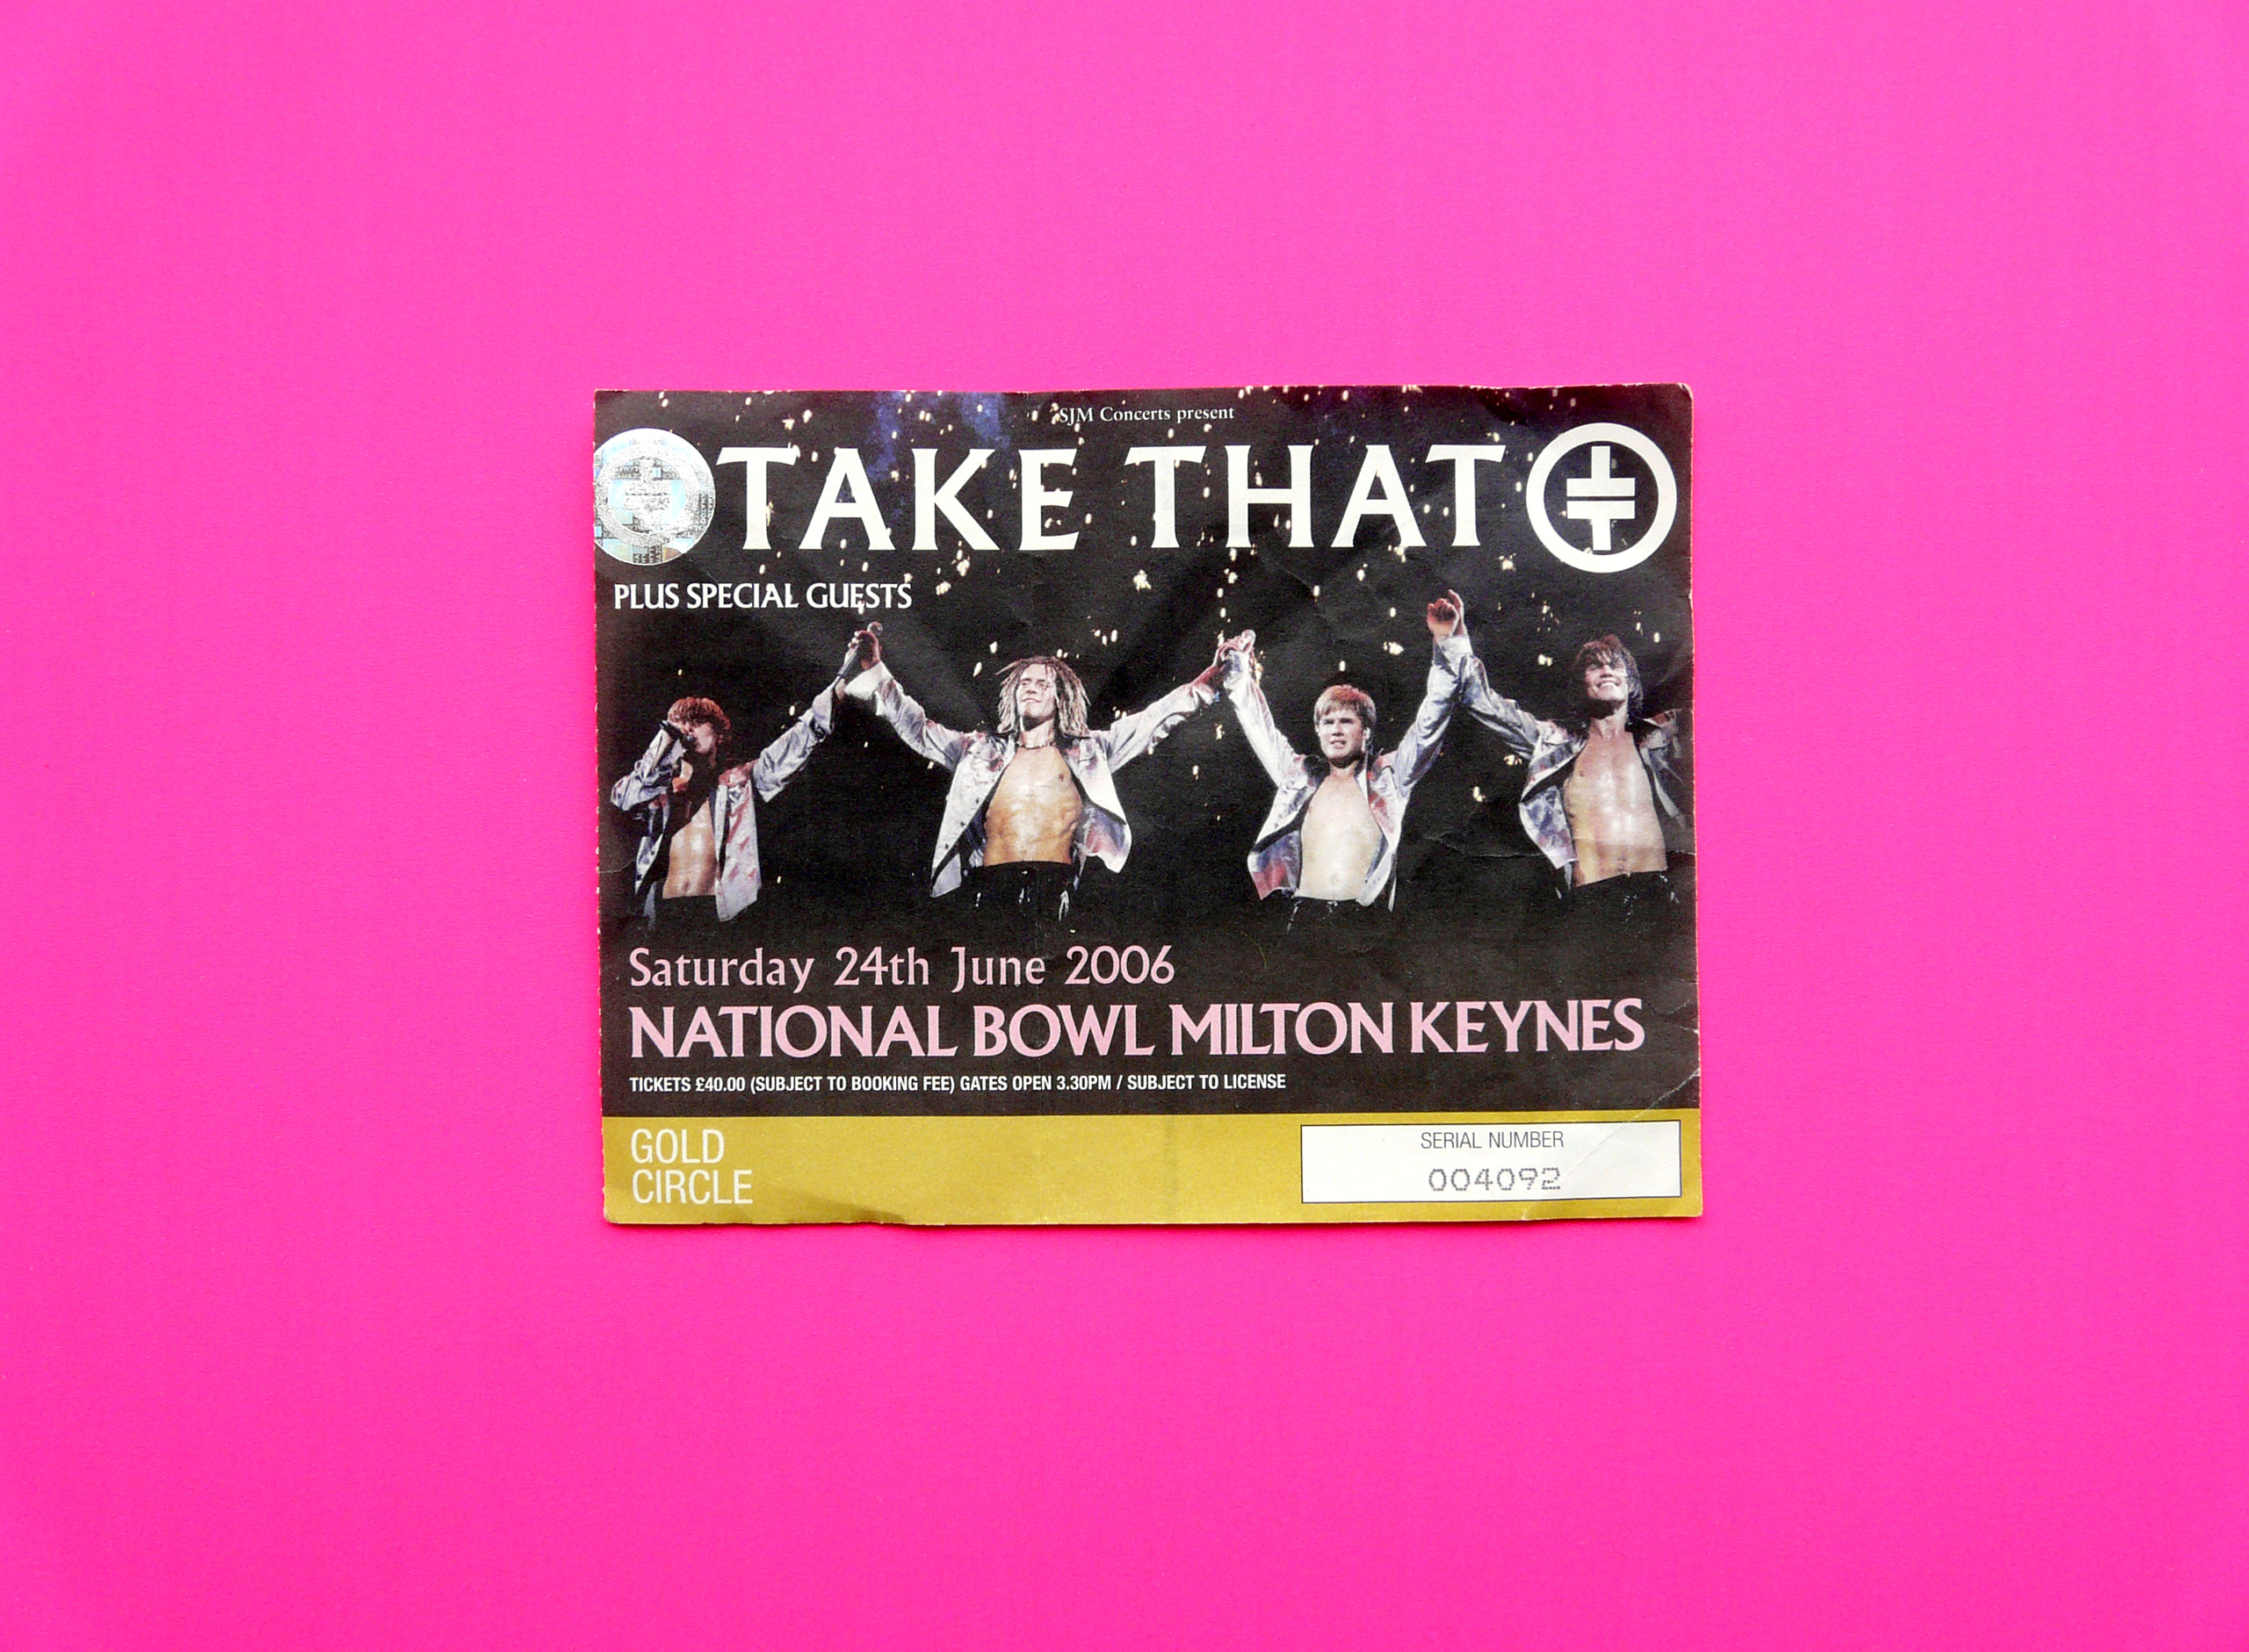 SJM Concerts present
TAKE THAT
PLUS SPECIAL GUESTS
Saturday 24th June 2006
NATIONAL BOWL MILTON KEYNES
TICKETS £40.00 (SUBJECT TO BOOKING FEE) GATES OPEN 3.30PM / SUBJECT TO LICENSE
GOLD
CIRCLE
SERIAL NUMBER
004092